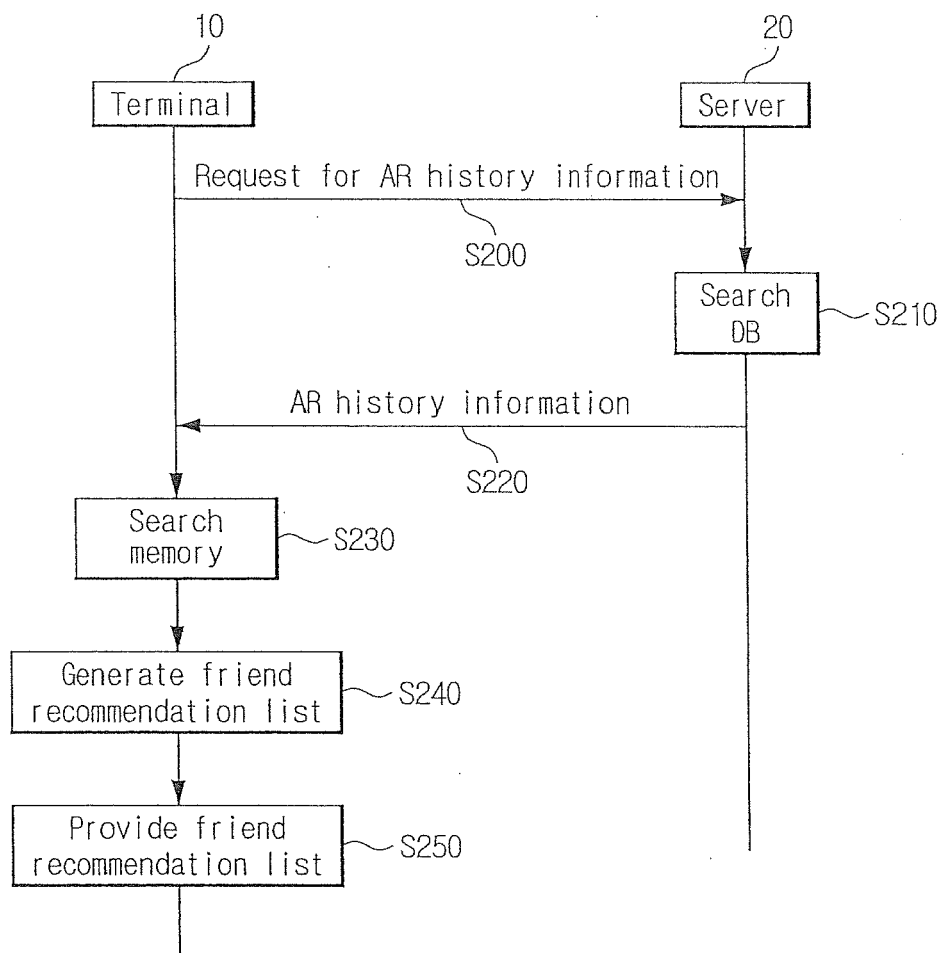 10
20
Terminal
Server
Request for AR history information
S200
Search
DB
S210
AR history information
S220
Search
memory
S230
Generate friend
recommendation list
S240
Provide friend
recommendation list
S250